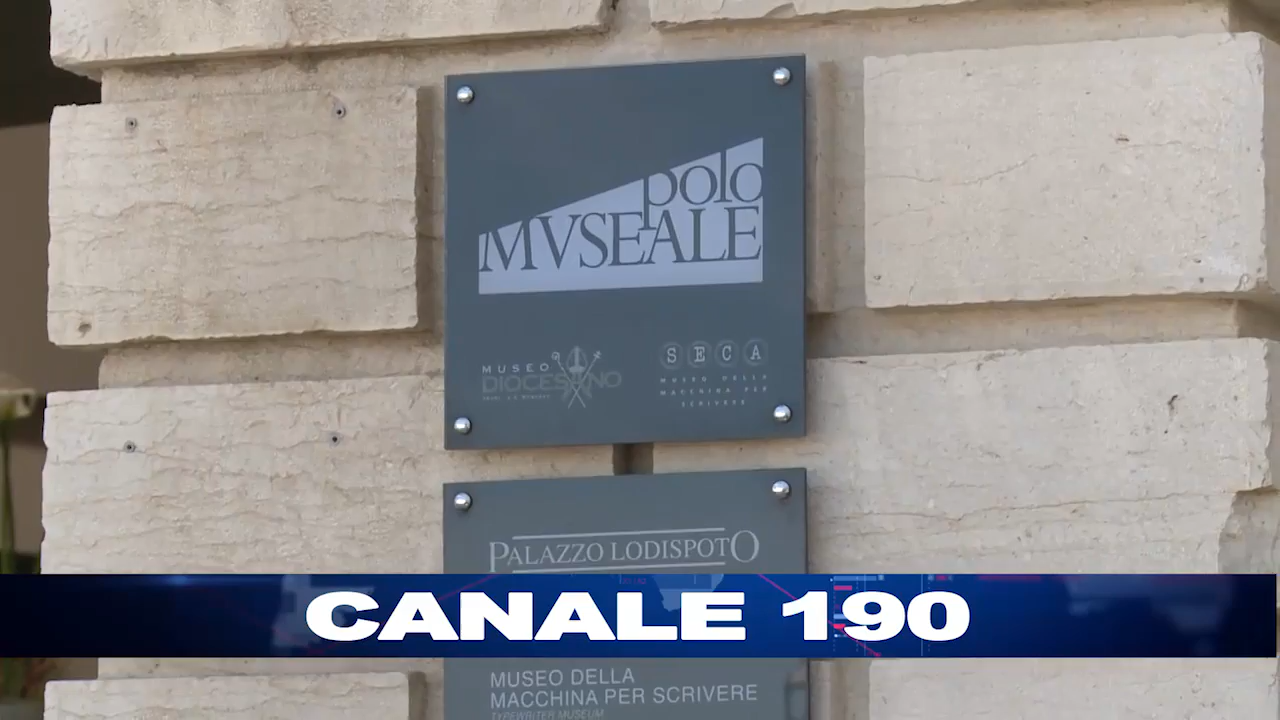 polo
MVSEALE
MUSEO
DIOCESANO
SECA
MUSEO DELLA
MACCHINA PER
SCRIVERE
PALAZZO LODISPOTO
CANALE 190
MUSEO DELLA
MACCHINA PER SCRIVERE
TYPEWRITER MUSEUM